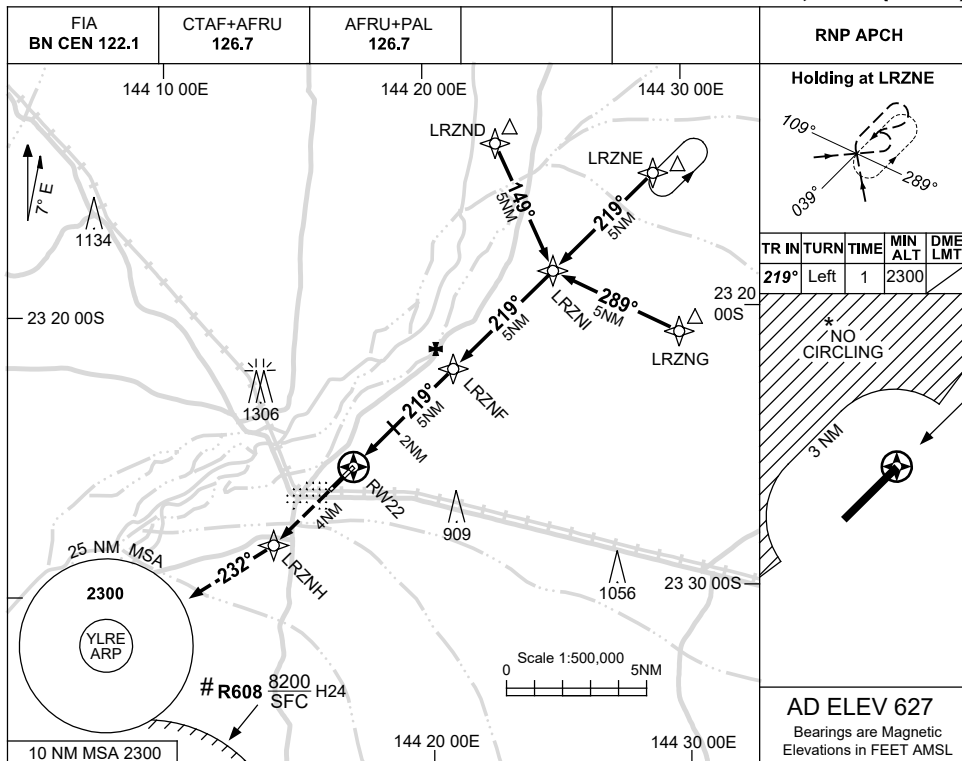 FIA
BN CEN 122.1
CTAF+AFRU
126.7
AFRU+PAL
126.7
RNP APCH
144 10 00E
144 20 00E
144 30 00E
7° E
1134
LRZND
LRZNE
149°
5NM
219°
5NM
LRZNI
289°
5NM
LRZNG
23 20 00S
23 20
00S
219°
5NM
LRZNF
219°
5NM
2NM
1306
RW22
4NM
LRZNH
-232°
909
1056
23 30 00S
25 NM MSA
2300
YLRE
ARP
# R608 8200
SFC H24
Scale 1:500,000
0 5NM
10 NM MSA 2300
144 20 00E
144 30 00E
Holding at LRZNE
109°
039°
289°
TR IN TURN TIME MIN ALT DME LMT
219° Left 1 2300
* NO
CIRCLING
3 NM
AD ELEV 627
Bearings are Magnetic
Elevations in FEET AMSL